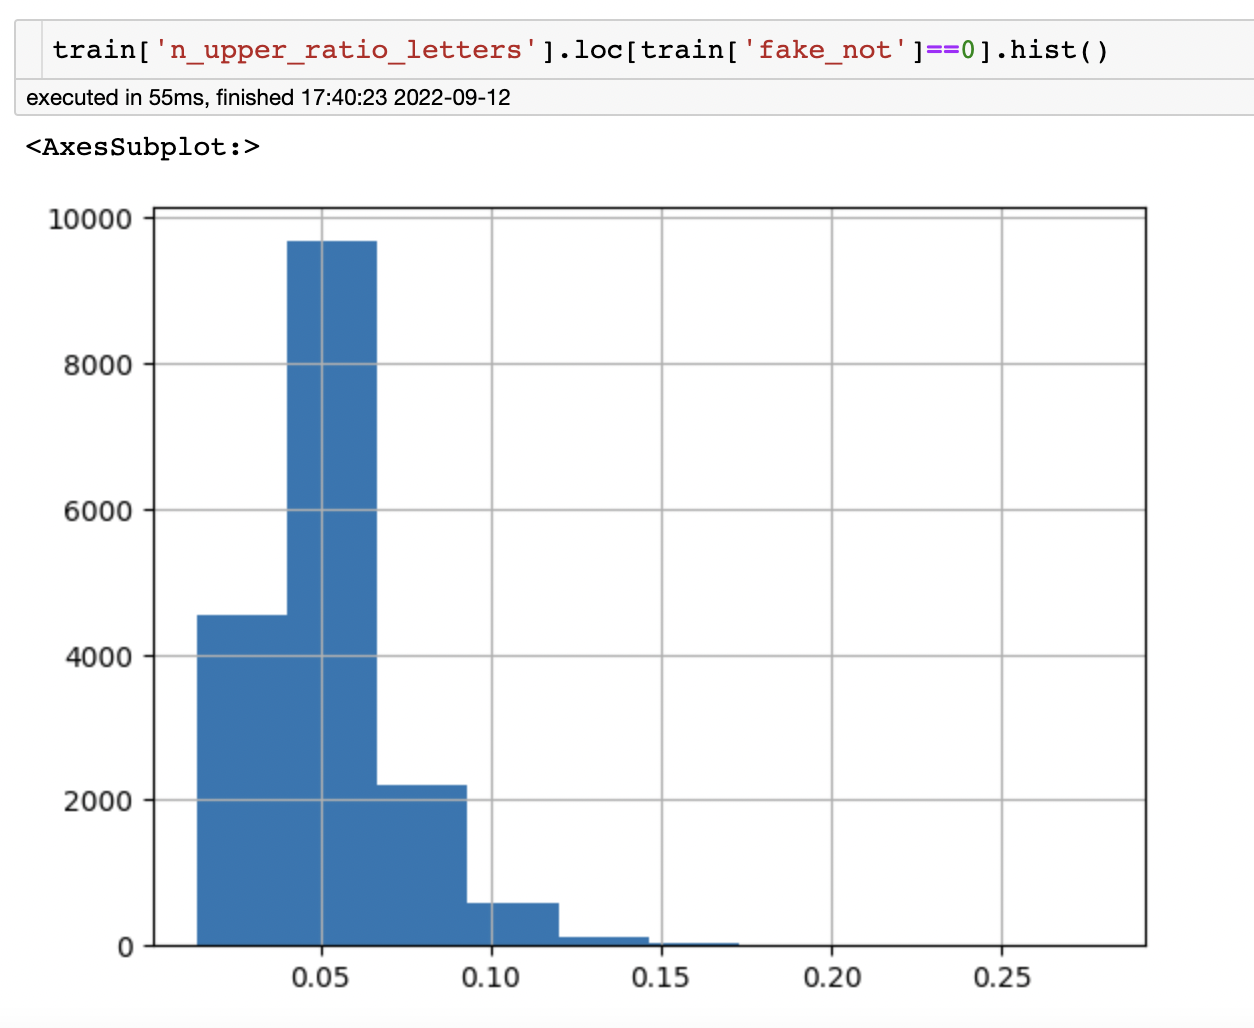 train['n_upper_ratio_letters'].loc[train['fake_not']==0].hist()
executed in 55ms, finished 17:40:23 2022-09-12
<AxesSubplot:>
10000
8000
6000
4000
2000
0
0.05 0.10 0.15 0.20 0.25